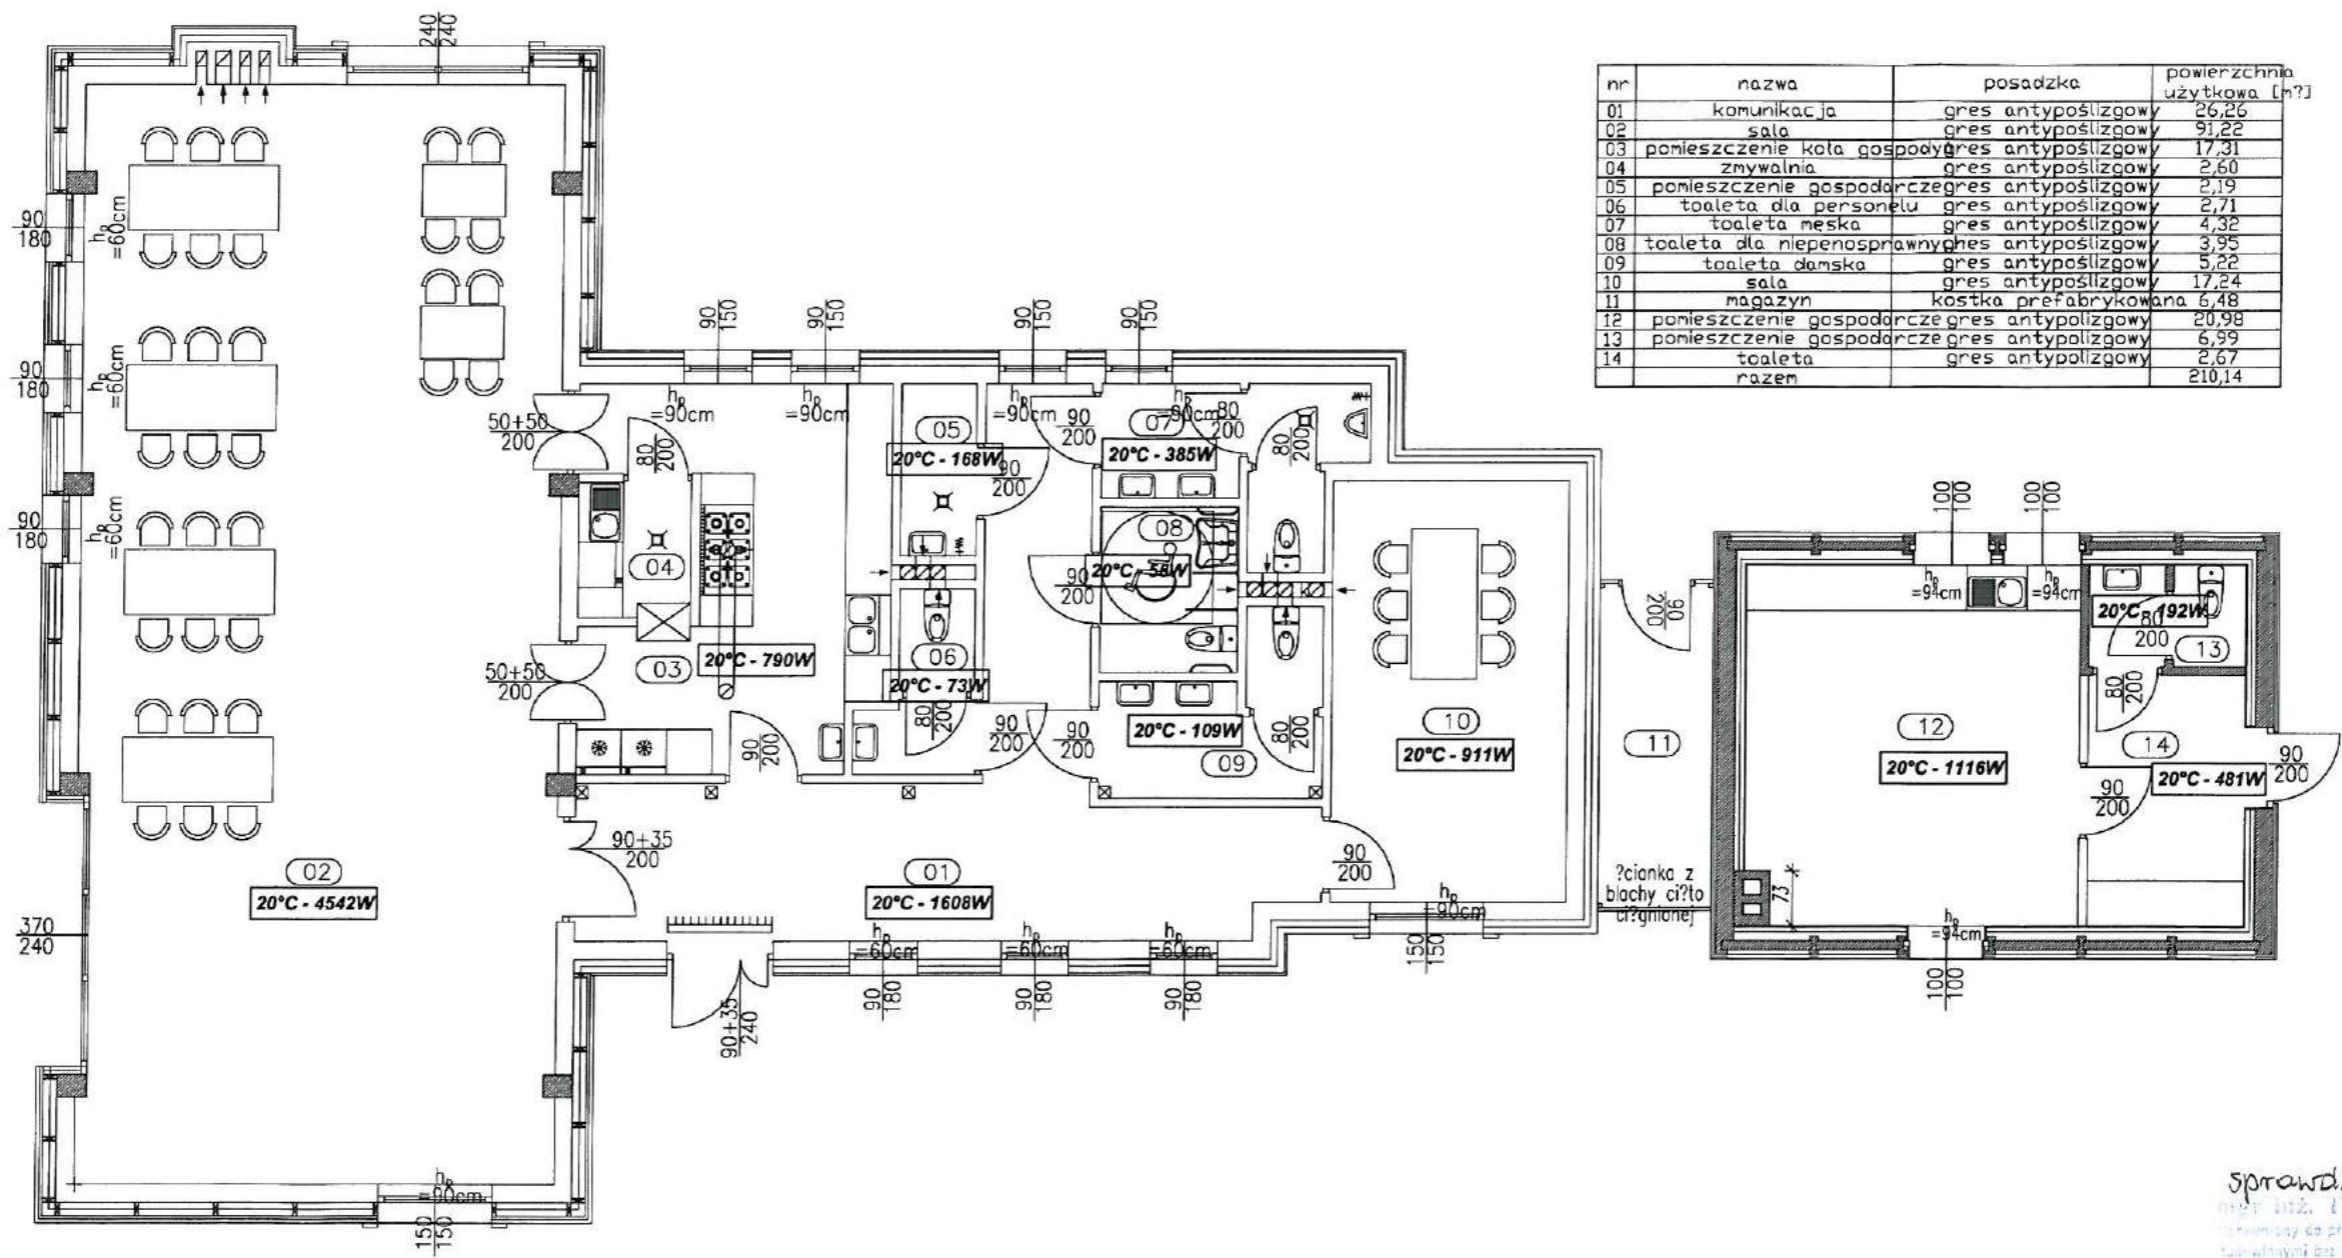 240
240
nr nazwa posadzka powierzchnia użytkowa [m?]
01 komunikacja gres antypoślizgowy 26,26
02 sala gres antypoślizgowy 91,22
03 pomieszczenie koła gospodyń gres antypoślizgowy 17,31
04 zmywalnia gres antypoślizgowy 2,60
05 pomieszczenie gospodarcze gres antypoślizgowy 2,19
06 toaleta dla personelu gres antypoślizgowy 2,71
07 toaleta męska gres antypoślizgowy 4,32
08 toaleta dla niepenosprawnyghes antypoślizgowy 3,95
09 toaleta damska gres antypoślizgowy 5,22
10 sala gres antypoślizgowy 17,24
11 magazyn kostka prefabrykowana 6,48
12 pomieszczenie gospodarcze gres antypolizgowy 20,98
13 pomieszczenie gospodarcze gres antypolizgowy 6,99
14 toaleta gres antypolizgowy 2,67
razem 210,14
90
180
hp
=60cm
90
180
hp
=60cm
90
180
hp
=60cm
370
240
02
20°C - 4542W
hp
=90cm
150
150
90
150
90
150
90
150
90
150
hp
=90cm
hp
=90cm
hp
=90cm
hp
=90cm
50+50
200
80
200
05
20°C - 168W
90
200
90
200
07
20°C - 385W
80
200
80
200
04
08
20°C - 58W
90
200
50+50
200
03
20°C - 790W
06
20°C - 73W
80
200
90
200
90
200
90
200
20°C - 109W
09
80
200
10
20°C - 911W
90+35
200
01
20°C - 1608W
90
200
hp
=60cm
hp
=60cm
hp
=60cm
hp
=90cm
90+35
240
90
180
90
180
90
180
150
150
90
200
11
?cianka z
blachy ci?to
ci?gnionej
100
100
100
100
hp
=94cm
hp
=94cm
20°C - 192W
80
200
13
80
200
12
20°C - 1116W
14
20°C - 481W
90
200
90
200
73
hp
=94cm
100
100
sprawd.
mgr inż.